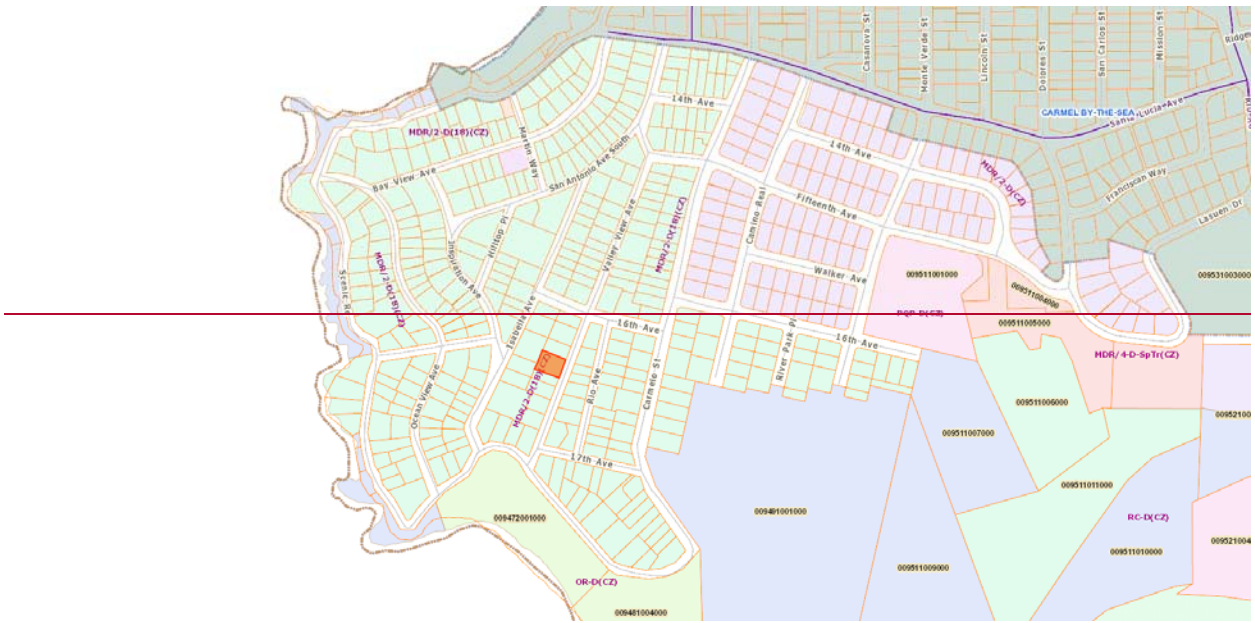 Casanova St
Monte Verde St
Lincoln St
Dolores St
San Carlos St
Mission St
14th Ave
CARMEL BY-THE-SEA
Santa Lucia Ave
MDR/2-D(18)(CZ)
Martin Way
San Antonio Ave South
Bay View Ave
14th Ave
MDR/2-D(CZ)
Franciscan Way
Lasuen Dr
Fifteenth Ave
Camino Real
Valley View Ave
MDR/2-D(18)(CZ)
Hilltop Pl
Inspiration Ave
MDR/2-D(18)(CZ)
Walker Ave
009511001000
009511004000
009531003000
Isabella Ave
16th Ave
16th Ave
009511005000
River Park Pl
MDR/4-D-SpTr(CZ)
MDR/2-D(18)(CZ)
Rio Ave
Carmelo St
Ocean View Ave
009511006000
009511007000
17th Ave
009511011000
009472001000
009491001000
RC-D(CZ)
009511010000
009511009000
OR-D(CZ)
009481004000